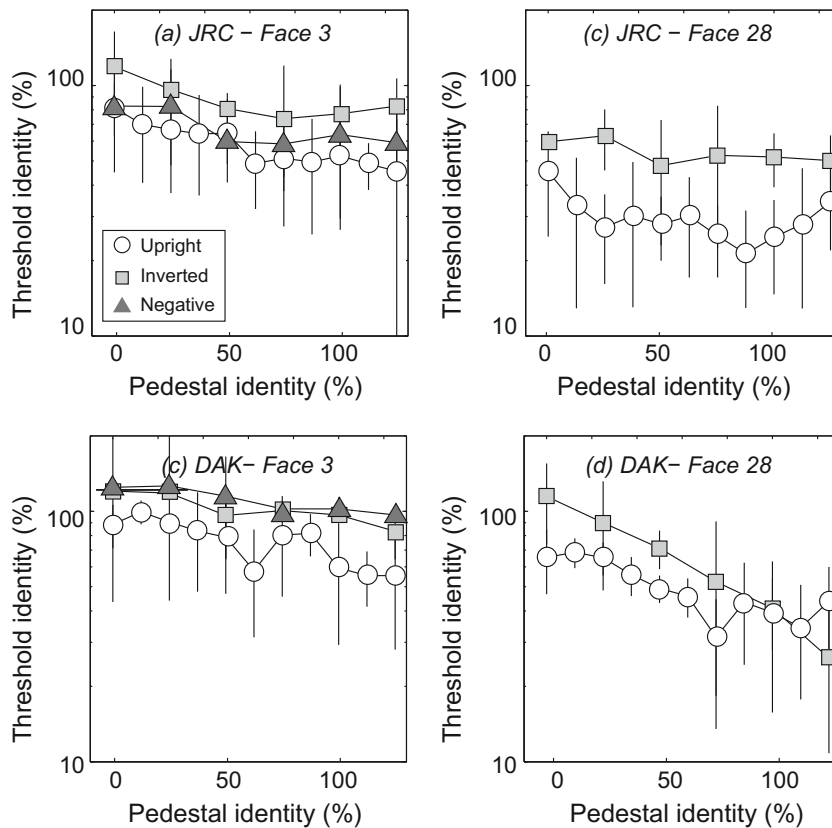 (a) JRC – Face 3
Threshold identity (%)
100
10
Upright
Inverted
Negative
0 50 100
Pedestal identity (%)
(c) JRC – Face 28
Threshold identity (%)
100
10
0 50 100
Pedestal identity (%)
(c) DAK– Face 3
Threshold identity (%)
100
10
0 50 100
Pedestal identity (%)
(d) DAK– Face 28
Threshold identity (%)
100
10
0 50 100
Pedestal identity (%)